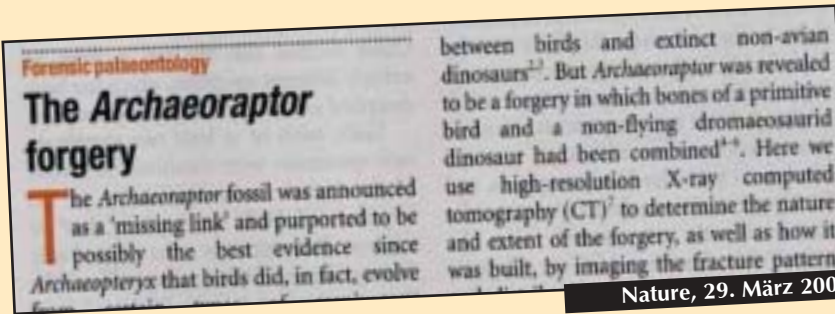 Forensic palaeontology
The Archaeoraptor
forgery
The Archaeoraptor fossil was announced
as a 'missing link' and purported to be
possibly the best evidence since
Archaeopteryx that birds did, in fact, evolve
between birds and extinct non-avian
dinosaurs. But Archaeoraptor was revealed
to be a forgery in which bones of a primitive
bird and a non-flying dromaeosaurid
dinosaur had been combined. Here we
use high-resolution X-ray computed
tomography (CT)⁷ to determine the nature
and extent of the forgery, as well as how it
was built, by imaging the fracture pattern
Nature, 29. März 200